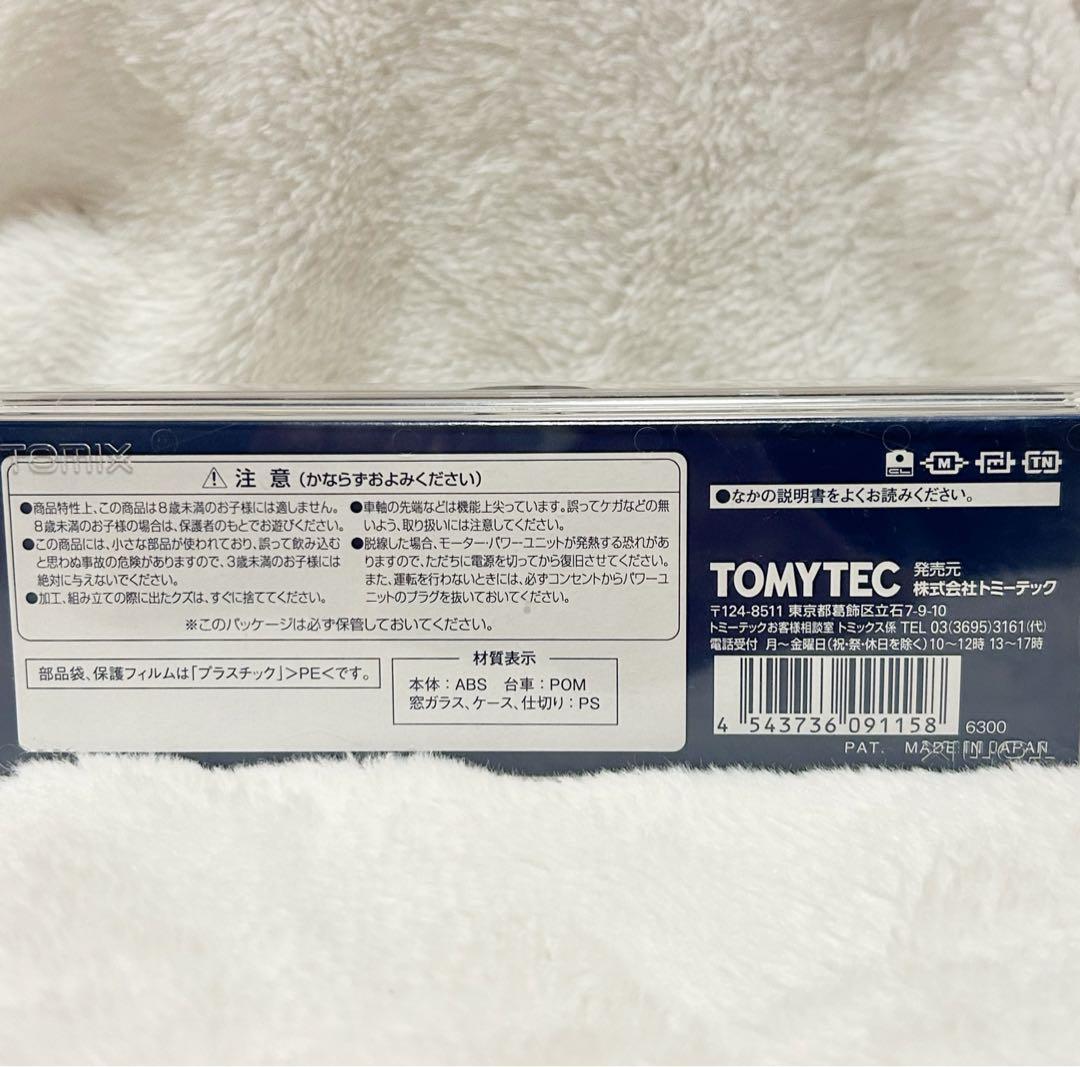 TOMIX
⚠ 注意 (かならずおよみください)
●商品特性上、この商品は8歳未満のお子様には適しません。
8歳未満のお子様の場合は、保護者のもとでお遊びください。
●この商品には、小さな部品が使われており、誤って飲み込む
と思わぬ事故の危険がありますので、3歳未満のお子様には
絶対に与えないでください。
●加工、組み立ての際に出たクズは、すぐに捨ててください。
●車軸の先端などは機能上尖っています。誤ってケガなどの無
いよう、取り扱いには注意してください。
●脱線した場合、モーター・パワーユニットが発熱する恐れがあ
りますので、ただちに電源を切ってから復旧させてください。
また、運転を行わないときには、必ずコンセントからパワーユ
ニットのプラグを抜いておいてください。
※このパッケージは必ず保管しておいてください。
部品袋、保護フィルムは「プラスチック」>PE<です。
材質表示
本体：ABS 台車：POM
窓ガラス、ケース、仕切り：PS
CL M TN
●なかの説明書をよくお読みください。
TOMYTEC 発売元
株式会社トミーテック
〒124-8511 東京都葛飾区立石7-9-10
トミーテックお客様相談室 トミックス係 TEL 03(3695)3161(代)
電話受付 月〜金曜日(祝・祭・休日を除く)10〜12時 13〜17時
4 543736 091158
6300
PAT. MADE IN JAPAN